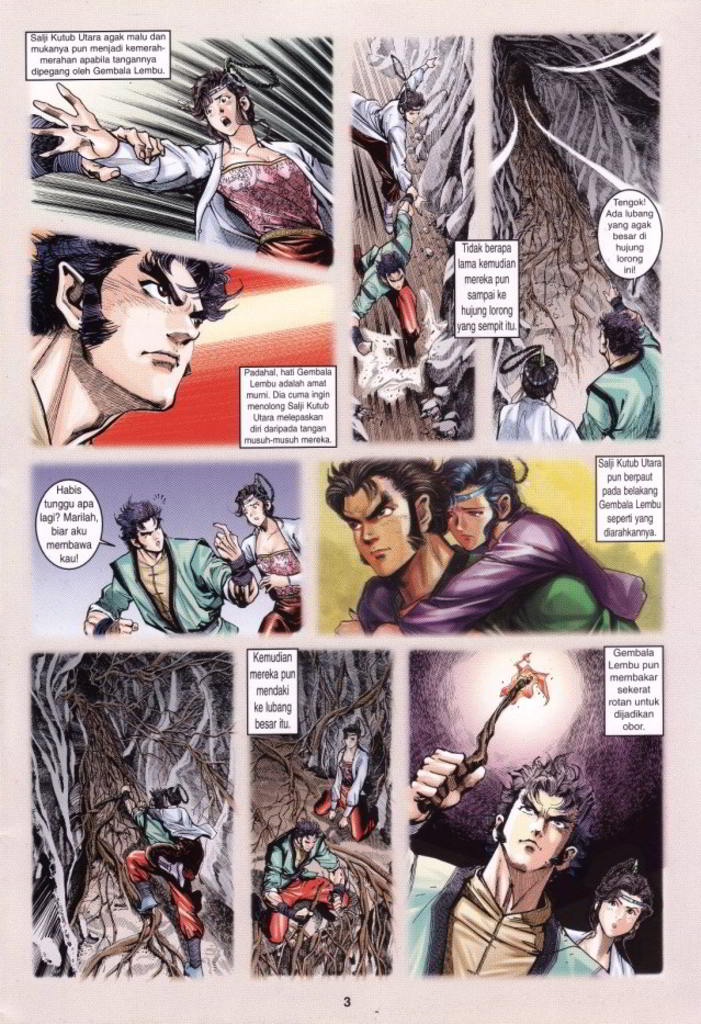 Salji Kutub Utara agak malu dan
mukanya pun menjadi kemerah-
merahan apabila tangannya
dipegang oleh Gembala Lembu.
Padahal, hati Gembala
Lembu adalah amat
murni. Dia cuma ingin
menolong Salji Kutub
Utara melepaskan
diri daripada tangan
musuh-musuh mereka.
Tidak berapa
lama kemudian
mereka pun
sampai ke
hujung lorong
yang sempit itu.
Tengok!
Ada lubang
yang agak
besar di
hujung
lorong
ini!
Habis
tunggu apa
lagi? Marilah,
biar aku
membawa
kau!
Salji Kutub Utara
pun berpaut
pada belakang
Gembala Lembu
seperti yang
diarahkannya.
Kemudian
mereka pun
mendaki
ke lubang
besar itu.
Gembala
Lembu pun
membakar
sekerat
rotan untuk
dijadikan
obor.
3